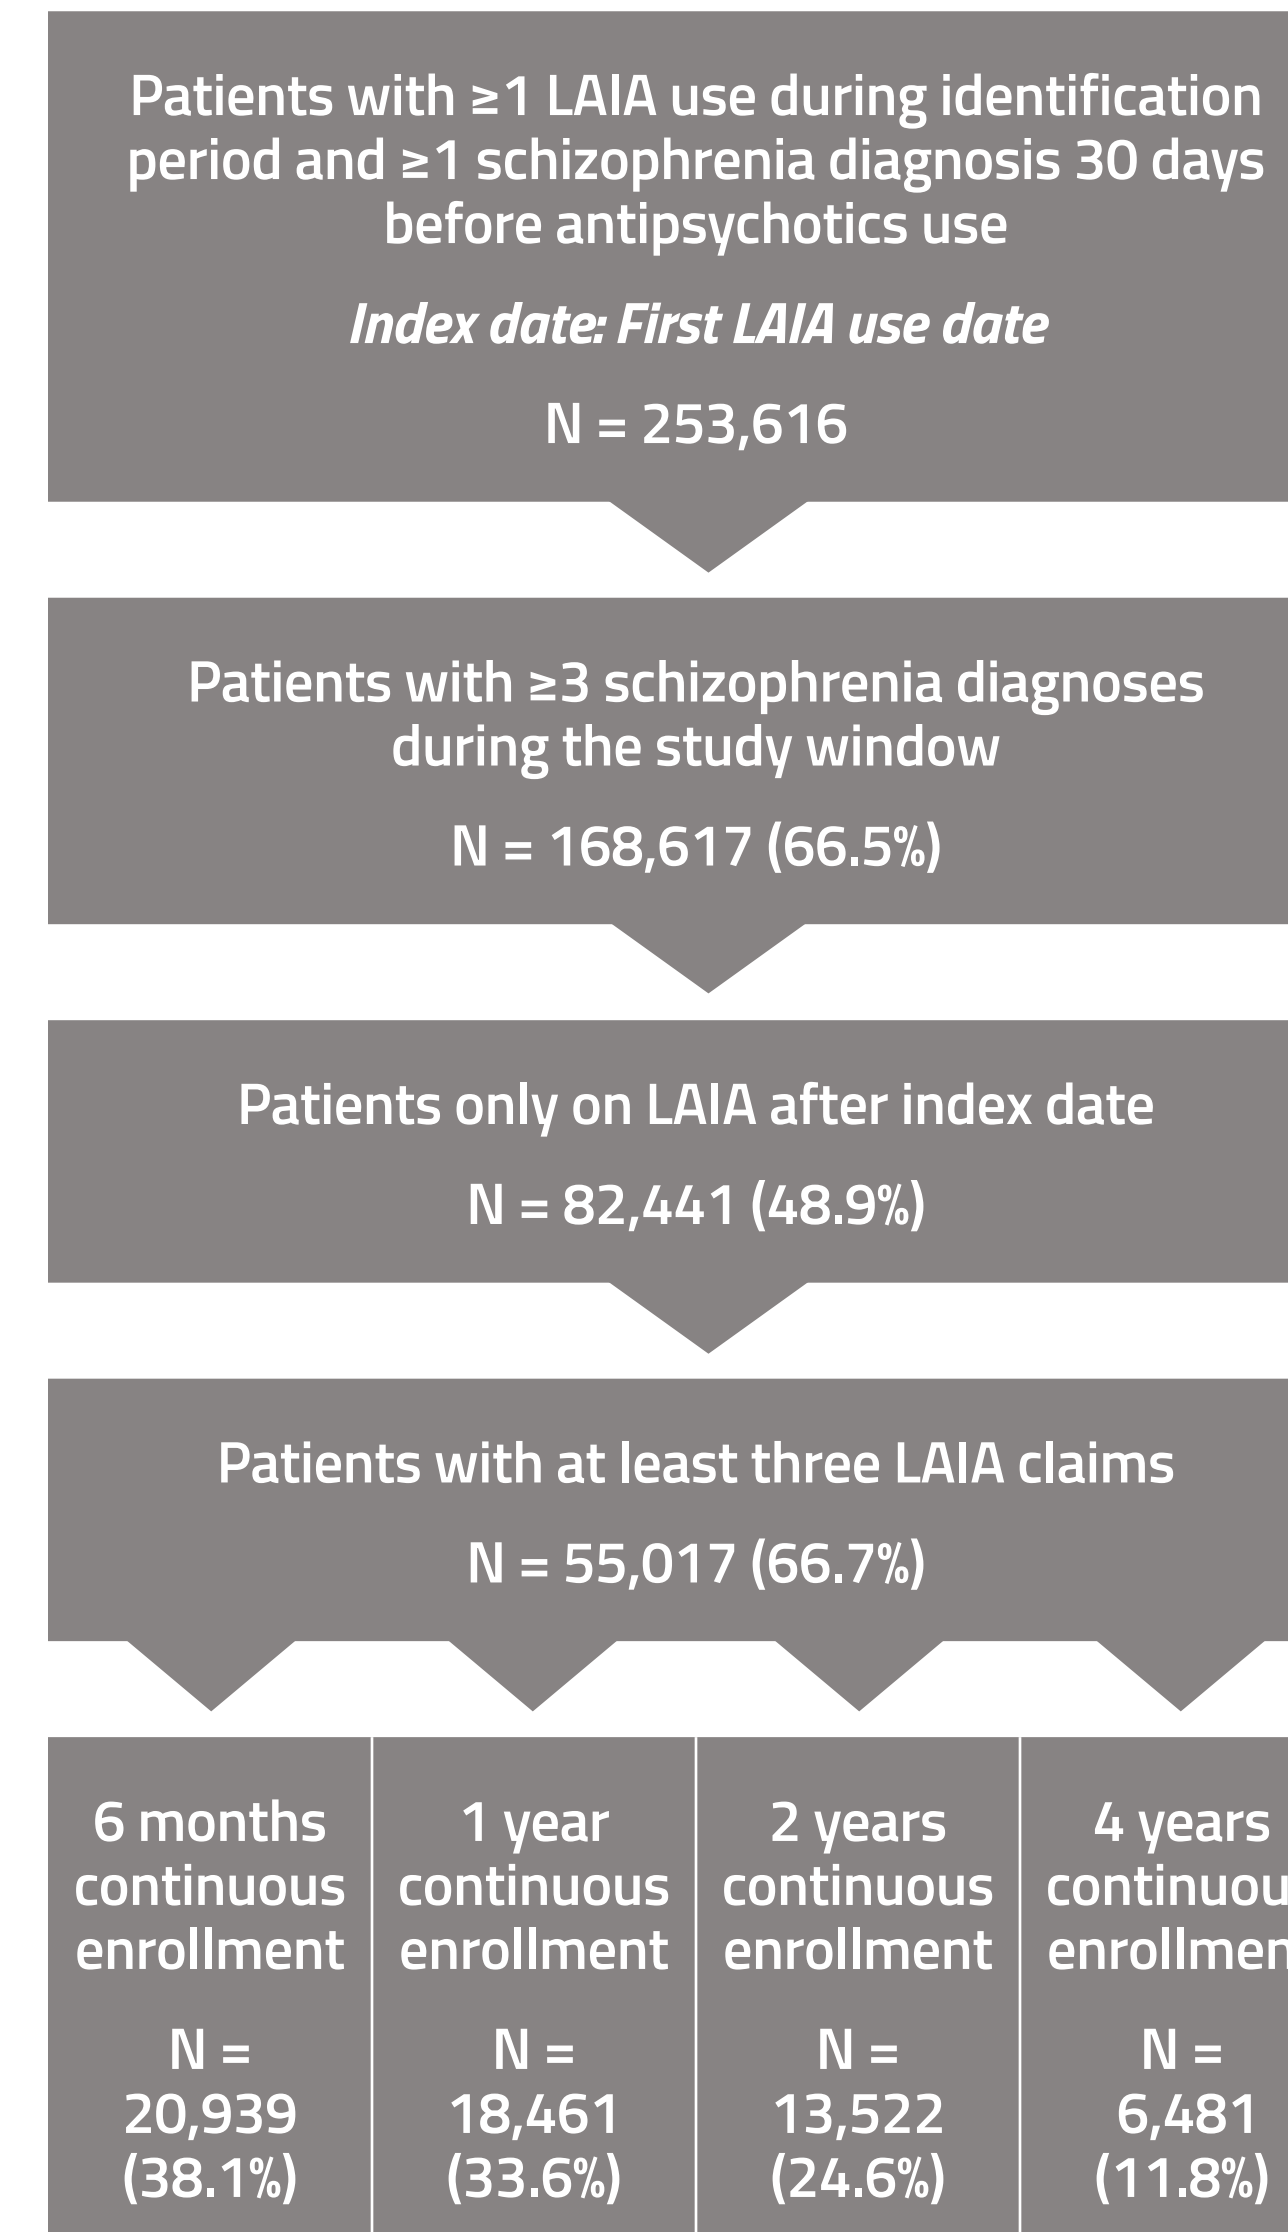 Patients with ≥1 LAIA use during identification
period and ≥1 schizophrenia diagnosis 30 days
before antipsychotics use
Index date: First LAIA use date
N = 253,616
Patients with ≥3 schizophrenia diagnoses
during the study window
N = 168,617 (66.5%)
Patients only on LAIA after index date
N = 82,441 (48.9%)
Patients with at least three LAIA claims
N = 55,017 (66.7%)
6 months
continuous
enrollment
N =
20,939
(38.1%)
1 year
continuous
enrollment
N =
18,461
(33.6%)
2 years
continuous
enrollment
N =
13,522
(24.6%)
4 years
N =
6,481
(11.8%)